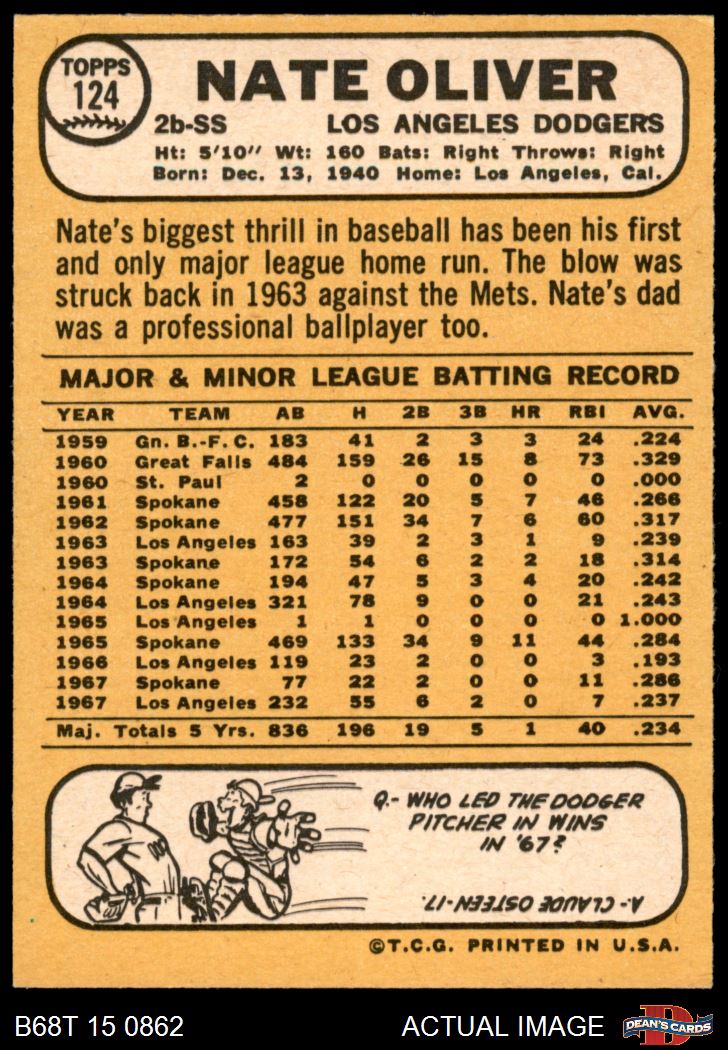 TOPPS
124
NATE OLIVER
2b-SS LOS ANGELES DODGERS
Ht: 5'10" Wt: 160 Bats: Right Throws: Right
Born: Dec. 13, 1940 Home: Los Angeles, Cal.
Nate's biggest thrill in baseball has been his first
and only major league home run. The blow was
struck back in 1963 against the Mets. Nate's dad
was a professional ballplayer too.
MAJOR & MINOR LEAGUE BATTING RECORD
YEAR TEAM AB H 2B 3B HR RBI AVG.
1959 Gn. B.-F. C. 183 41 2 3 3 24 .224
1960 Great Falls 484 159 26 15 8 73 .329
1960 St. Paul 2 0 0 0 0 0 .000
1961 Spokane 458 122 20 5 7 46 .266
1962 Spokane 477 151 34 7 6 60 .317
1963 Los Angeles 163 39 2 3 1 9 .239
1963 Spokane 172 54 6 2 2 18 .314
1964 Spokane 194 47 5 3 4 20 .242
1964 Los Angeles 321 78 9 0 0 21 .243
1965 Los Angeles 1 1 0 0 0 0 1.000
1965 Spokane 469 133 34 9 11 44 .284
1966 Los Angeles 119 23 2 0 0 3 .193
1967 Spokane 77 22 2 0 0 11 .286
1967 Los Angeles 232 55 6 2 0 7 .237
Maj. Totals 5 Yrs. 836 196 19 5 1 40 .234
Q.- WHO LED THE DODGER
PITCHER IN WINS
IN '67?
A.- CLAUDE OSTEEN-17.
©T.C.G. PRINTED IN U.S.A.
B68T 15 0862 ACTUAL IMAGE
D
DEAN'S CARDS